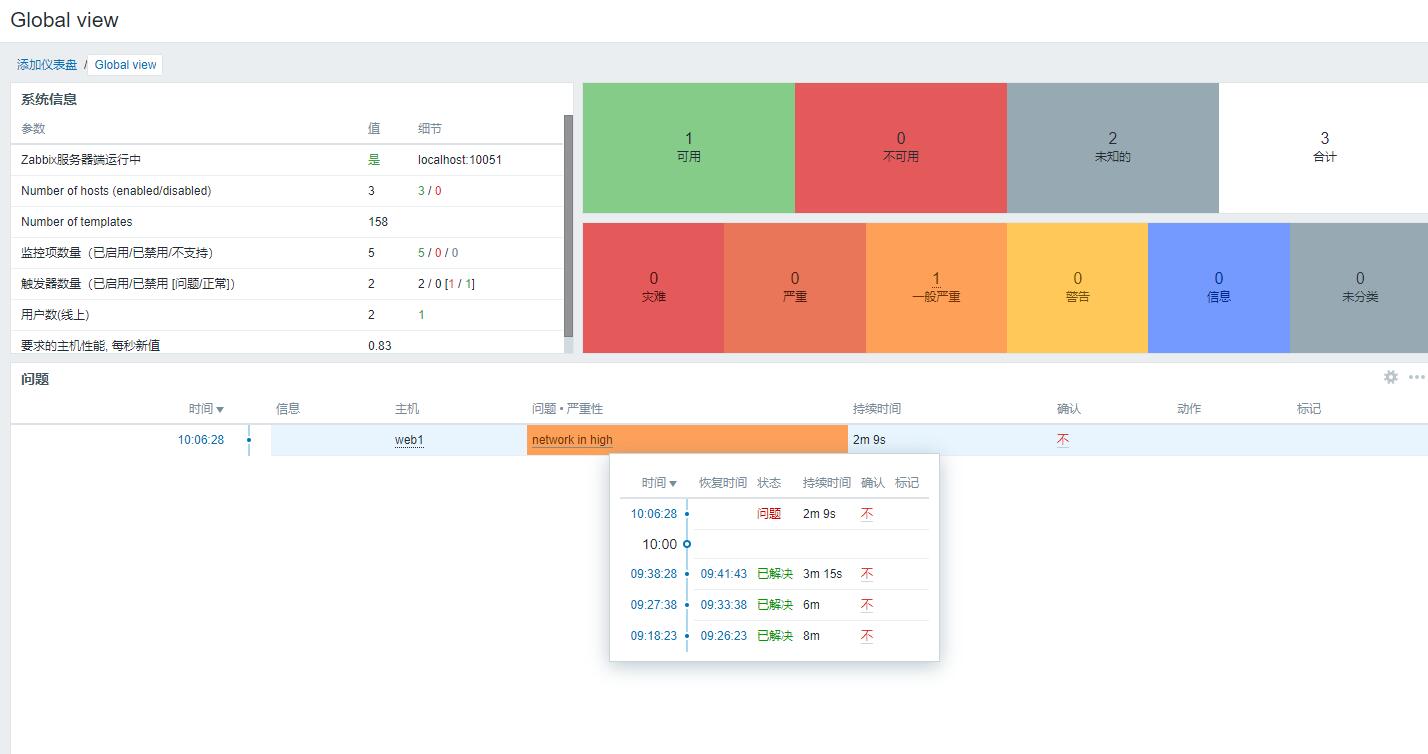 Global view
添加仪表盘 / Global view
系统信息
参数 值 细节
Zabbix服务器端运行中 是 localhost:10051
Number of hosts (enabled/disabled) 3 3 / 0
Number of templates 158
监控项数量（已启用/已禁用/不支持） 5 5 / 0 / 0
触发器数量（已启用/已禁用 [问题/正常]） 2 2 / 0 [1 / 1]
用户数(线上) 2 1
要求的主机性能, 每秒新值 0.83
1 0 2 3
可用 不可用 未知的 合计
0 0 1 0 0 0
灾难 严重 一般严重 警告 信息 未分类
问题
时间 信息 主机 问题 • 严重性 持续时间 确认 动作 标记
10:06:28 web1 network in high 2m 9s 不
时间 恢复时间 状态 持续时间 确认 标记
10:06:28 问题 2m 9s 不
10:00
09:38:28 09:41:43 已解决 3m 15s 不
09:27:38 09:33:38 已解决 6m 不
09:18:23 09:26:23 已解决 8m 不